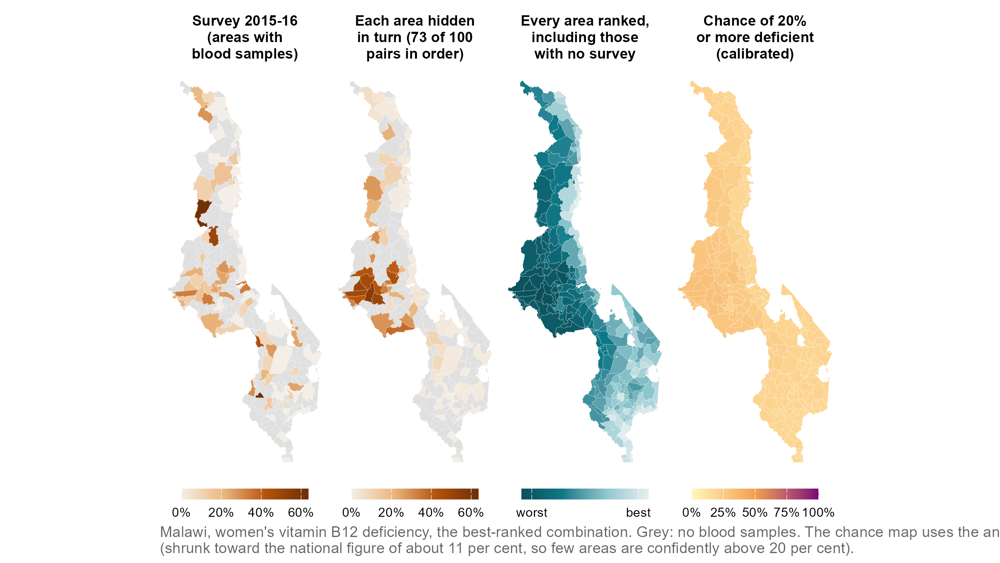 Survey 2015-16
(areas with
blood samples)
Each area hidden
in turn (73 of 100
pairs in order)
Every area ranked,
including those
with no survey
Chance of 20%
or more deficient
(calibrated)
0% 20% 40% 60%
0% 20% 40% 60%
worst best
0% 25% 50% 75% 100%
Malawi, women's vitamin B12 deficiency, the best-ranked combination. Grey: no blood samples. The chance map uses the an
(shrunk toward the national figure of about 11 per cent, so few areas are confidently above 20 per cent).